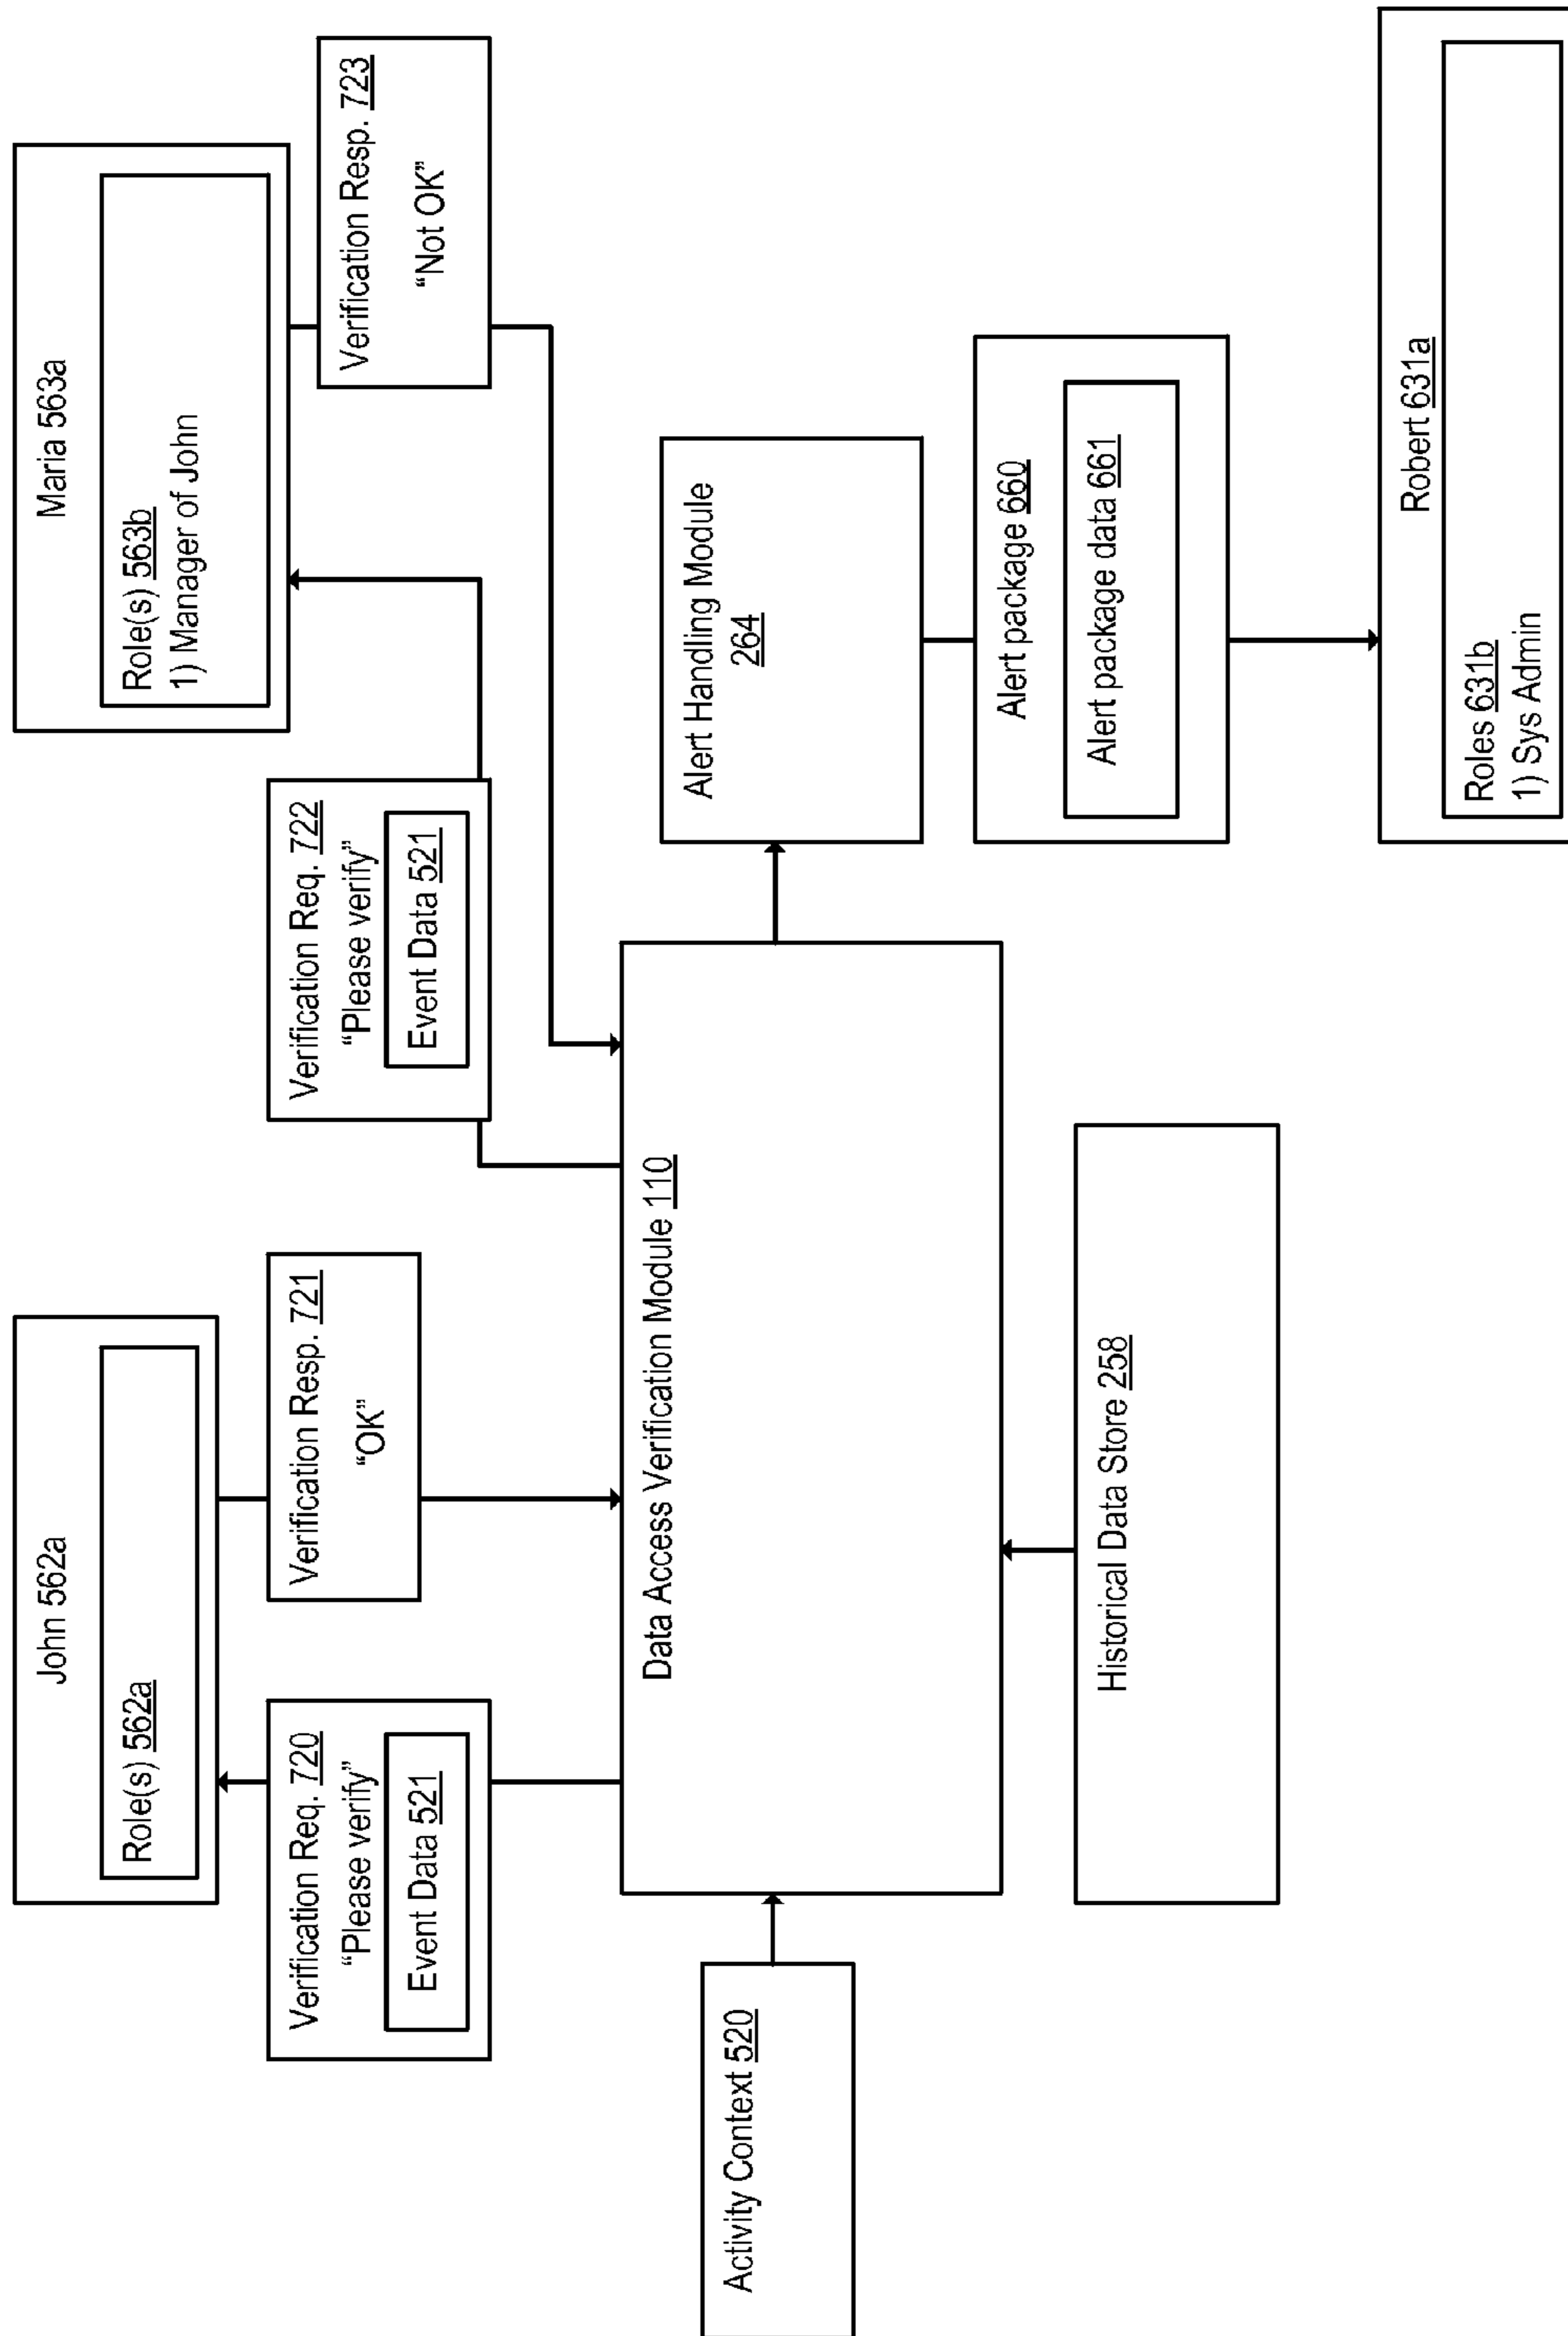 John 562a
Role(s) 562a
Maria 563a
Role(s) 563b
1) Manager of John
Verification Req. 720
“Please verify”
Event Data 521
Verification Resp. 721
“OK”
Verification Req. 722
“Please verify”
Event Data 521
Verification Resp. 723
“Not OK”
Activity Context 520
Data Access Verification Module 110
Alert Handling Module
264
Historical Data Store 258
Alert package 660
Alert package data 661
Robert 631a
Roles 631b
1) Sys Admin